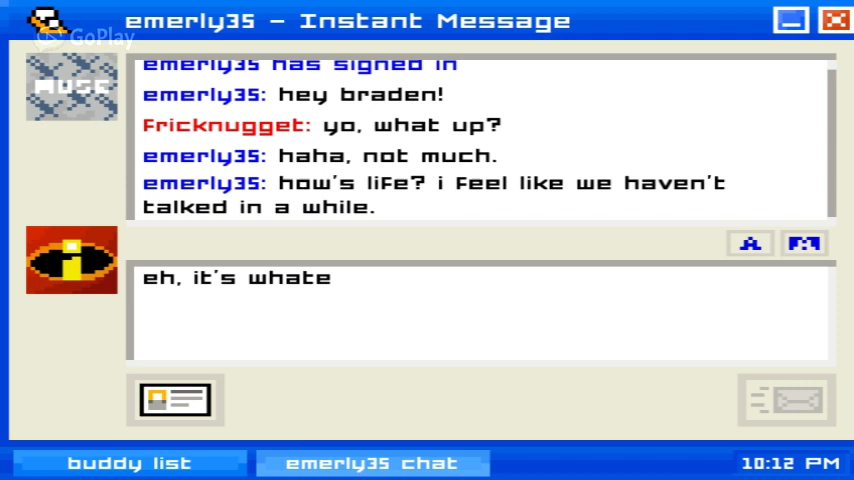 emerly35 - Instant Message
GoPlay
MUSE
emerly35 has signed in
emerly35: hey braden!
Fricknugget: yo, what up?
emerly35: haha, not much.
emerly35: how's life? i feel like we haven't
talked in a while.
A
eh, it's whate
buddy list
emerly35 chat
10:12 PM